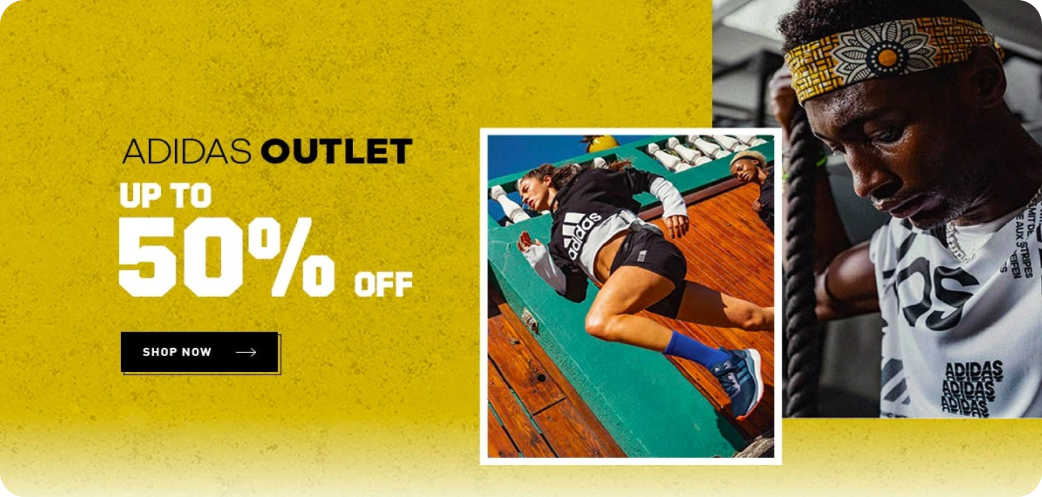 ADIDAS OUTLET
UP TO
50% OFF
SHOP NOW
adidas
ADIDAS
ADIDAS
ADIDAS